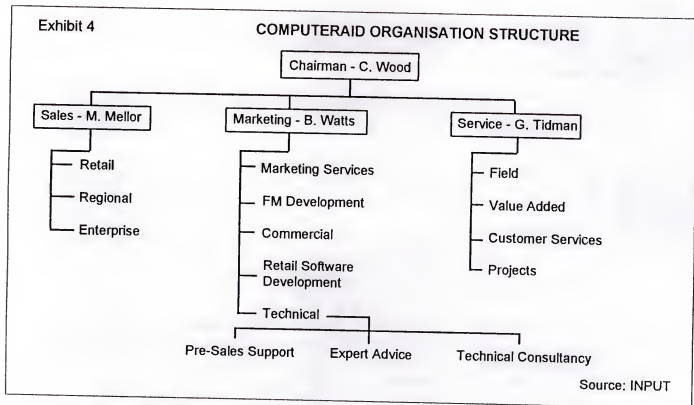 Exhibit 4
COMPUTERAID ORGANISATION STRUCTURE
Chairman - C. Wood
Sales - M. Mellor
Retail
Regional
Enterprise
Marketing - B. Watts
Marketing Services
FM Development
Commercial
Retail Software
Development
Technical
Pre-Sales Support
Expert Advice
Technical Consultancy
Service - G. Tidman
Field
Value Added
Customer Services
Projects
Source: INPUT